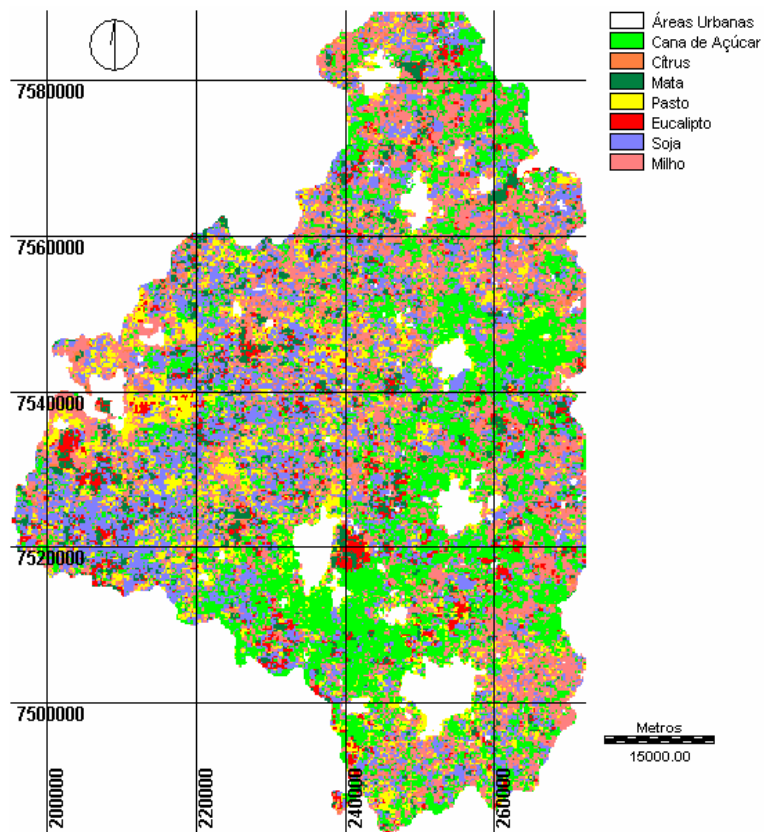 Áreas Urbanas
Cana de Açúcar
Cítrus
Mata
Pasto
Eucalipto
Soja
Milho
7580000
7560000
7540000
7520000
7500000
200000
220000
240000
260000
Metros
15000.00